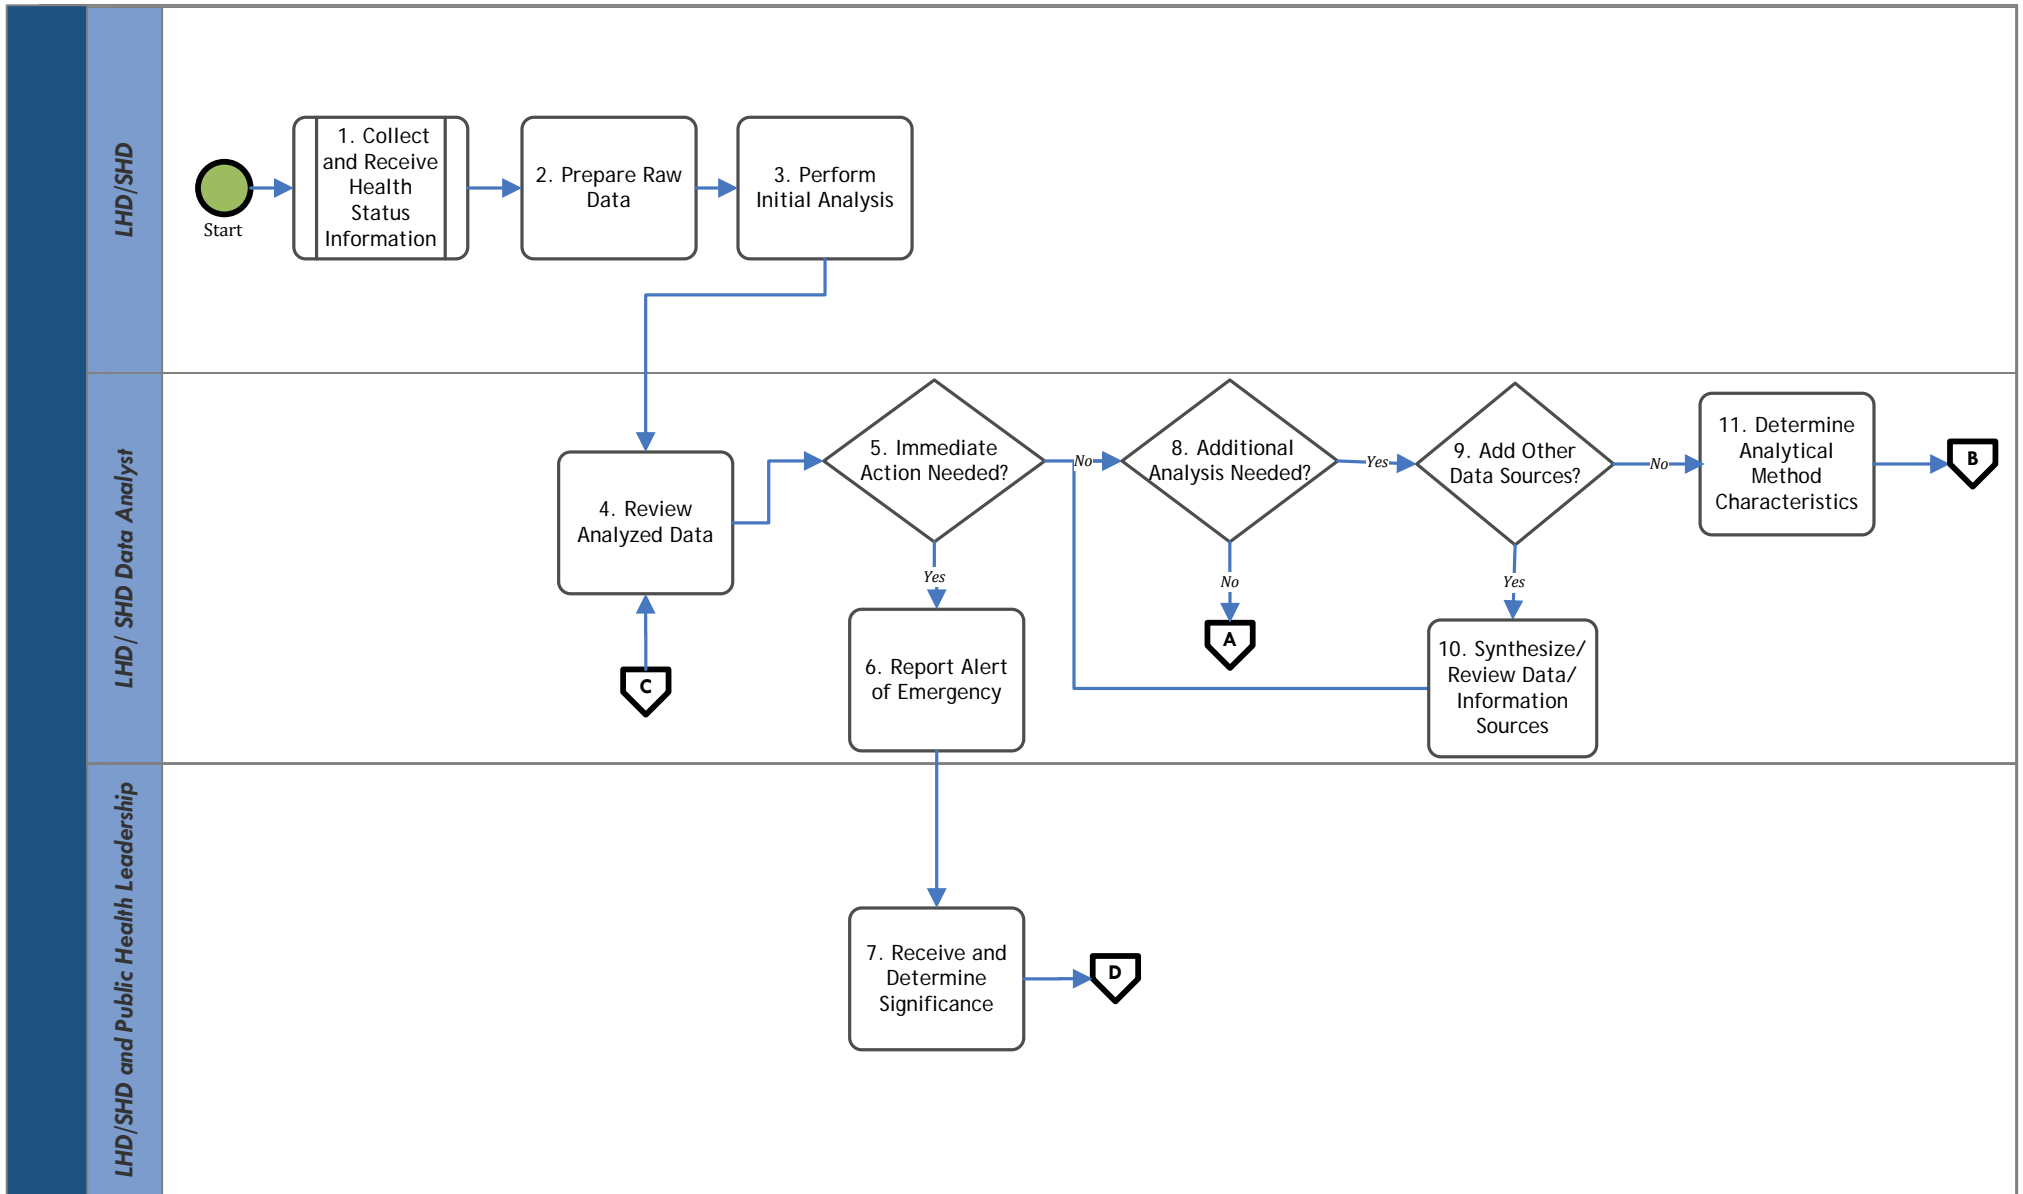 LHD/SHD
Start
1. Collect
and Receive
Health
Status
Information
2. Prepare Raw
Data
3. Perform
Initial Analysis
LHD/ SHD Data Analyst
4. Review
Analyzed Data
C
5. Immediate
Action Needed?
No
Yes
6. Report Alert
of Emergency
8. Additional
Analysis Needed?
Yes
No
A
9. Add Other
Data Sources?
No
Yes
10. Synthesize/
Review Data/
Information
Sources
11. Determine
Analytical
Method
Characteristics
B
LHD/SHD and Public Health Leadership
7. Receive and
Determine
Significance
D